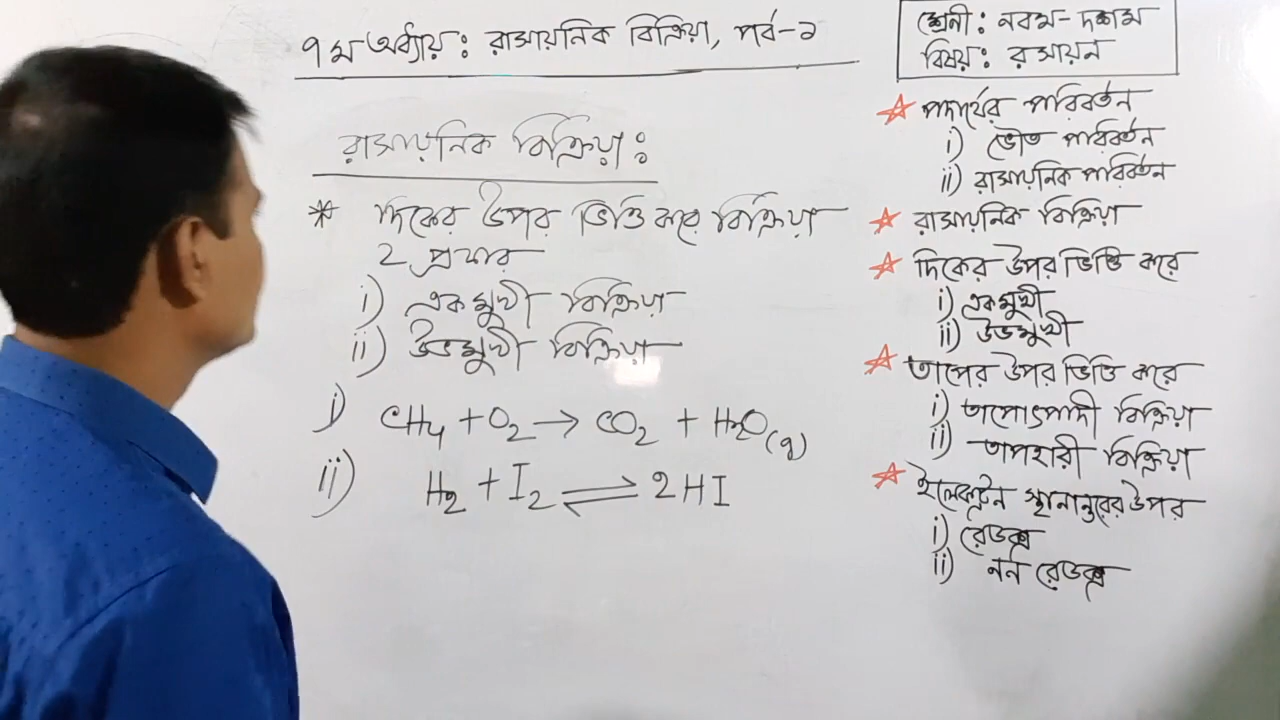 ৭ম অধ্যায়: রাসায়নিক বিক্রিয়া, পর্ব-১
রাসায়নিক বিক্রিয়া:
* দিকের উপর ভিত্তি করে বিক্রিয়া
2 প্রকার
i) একমুখী বিক্রিয়া
ii) উভমুখী বিক্রিয়া
i) CH₄ + O₂ → CO₂ + H₂O(g)
ii) H₂ + I₂ ⇌ 2HI
শ্রেনী: নবম-দশম
বিষয়: রসায়ন
☆ পদার্থের পরিবর্তন
i) ভৌত পরিবর্তন
ii) রাসায়নিক পরিবর্তন
☆ রাসায়নিক বিক্রিয়া
☆ দিকের উপর ভিত্তি করে
i) একমুখী
ii) উভমুখী
☆ তাপের উপর ভিত্তি করে
i) তাপোৎপাদী বিক্রিয়া
ii) তাপহারী বিক্রিয়া
☆ ইলেকট্রন স্থানান্তরের উপর
i) রেডক্স
ii) নন রেডক্স